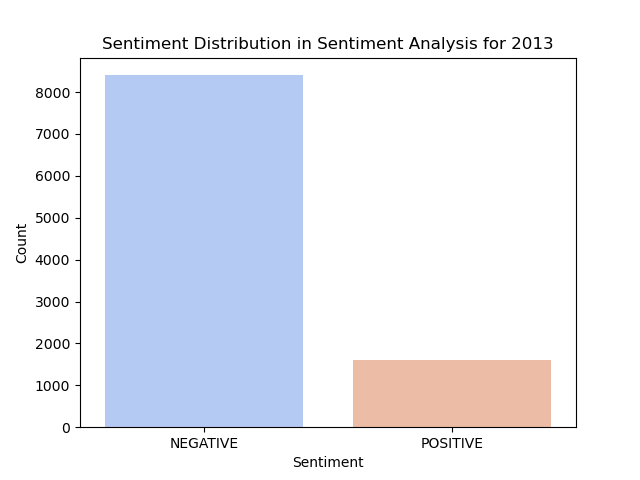 Sentiment Distribution in Sentiment Analysis for 2013
8000
7000
6000
5000
4000
3000
2000
1000
0
Count
NEGATIVE
POSITIVE
Sentiment